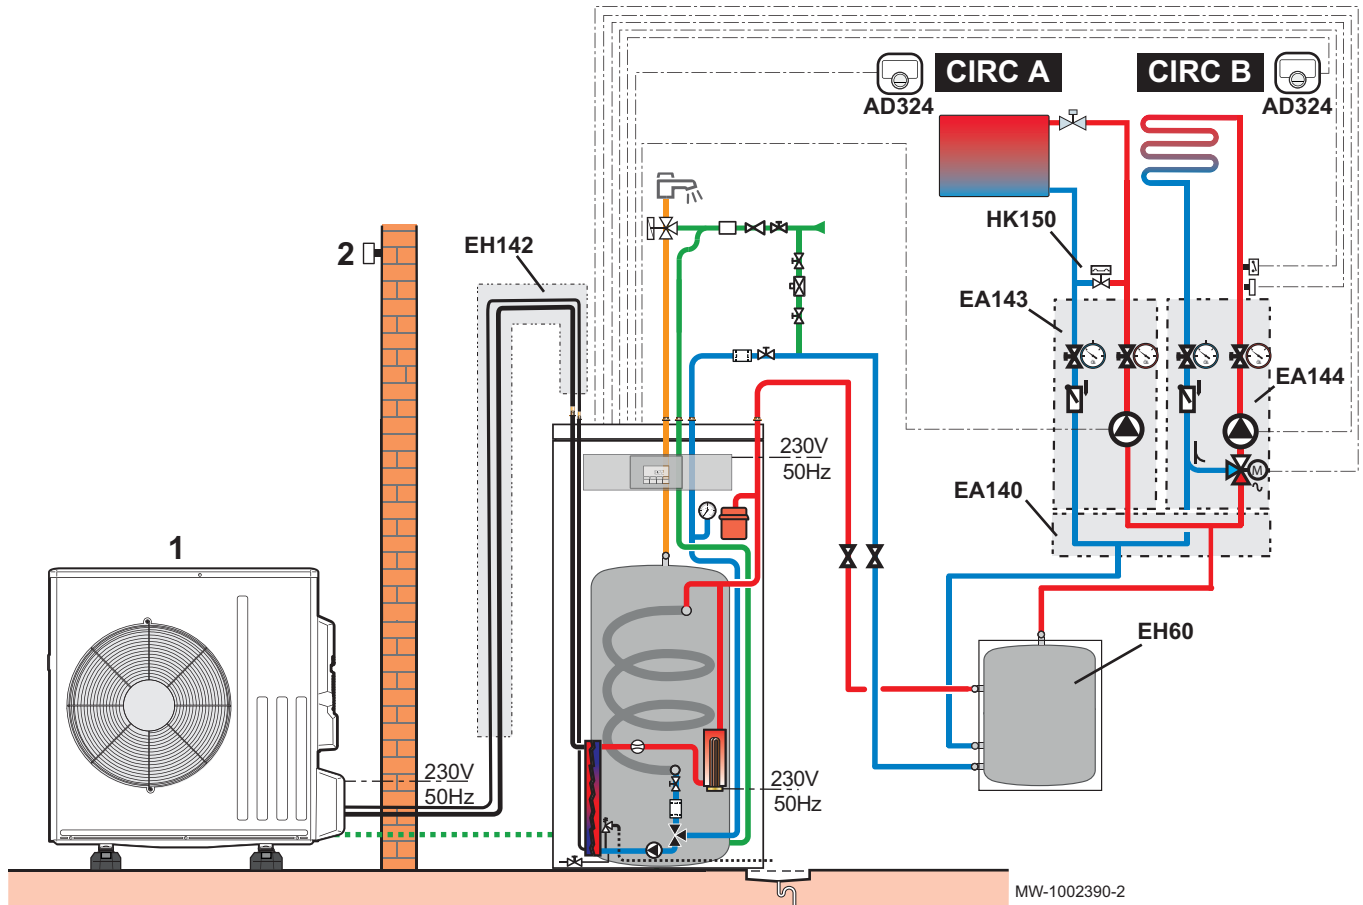 CIRC A
CIRC B
AD324
AD324
HK150
2
EH142
EA143
EA144
230V
50Hz
EA140
1
EH60
230V
50Hz
230V
50Hz
M
MW-1002390-2